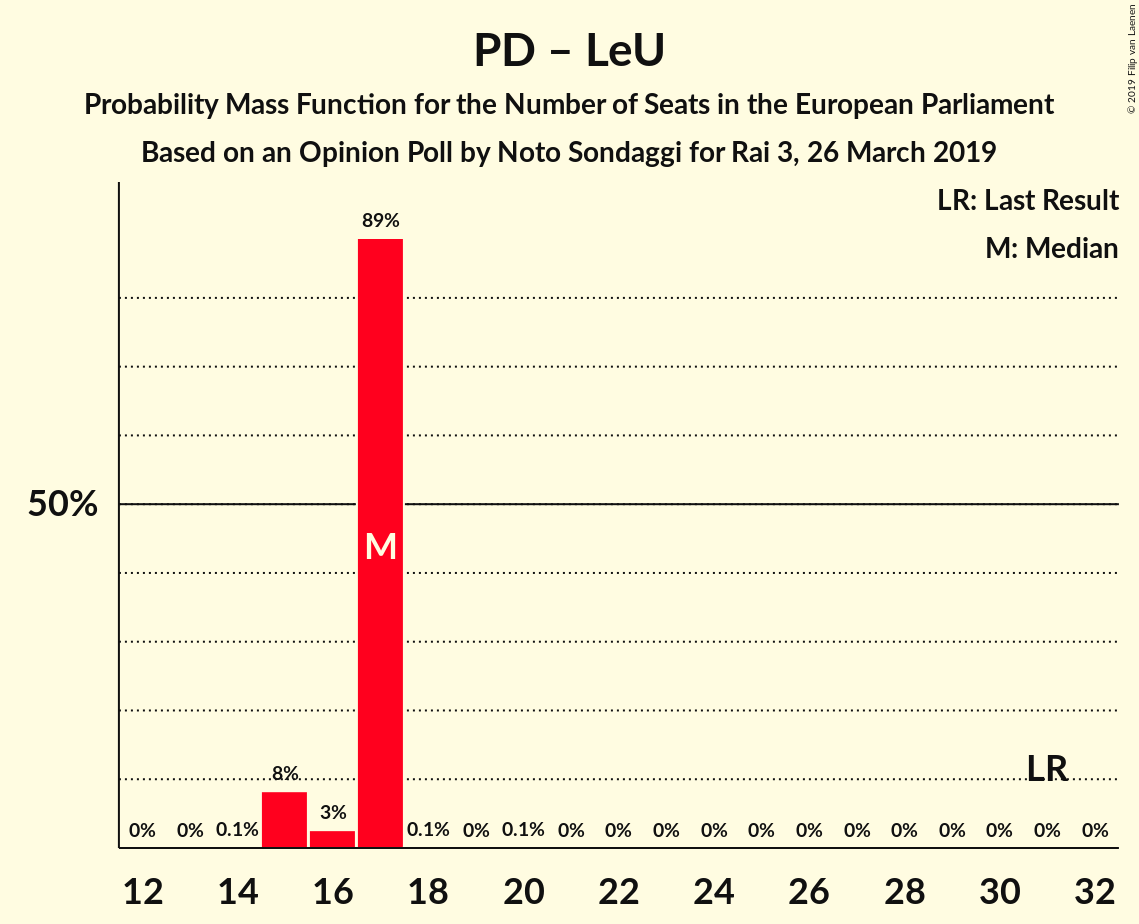 PD – LeU
Probability Mass Function for the Number of Seats in the European Parliament
Based on an Opinion Poll by Noto Sondaggi for Rai 3, 26 March 2019
© 2019 Filip van Laenen
LR: Last Result
M: Median
89%
50%
M
LR
8%
3%
0% 0% 0.1% 0.1% 0% 0.1% 0% 0% 0% 0% 0% 0% 0% 0% 0% 0% 0% 0%
12 14 16 18 20 22 24 26 28 30 32